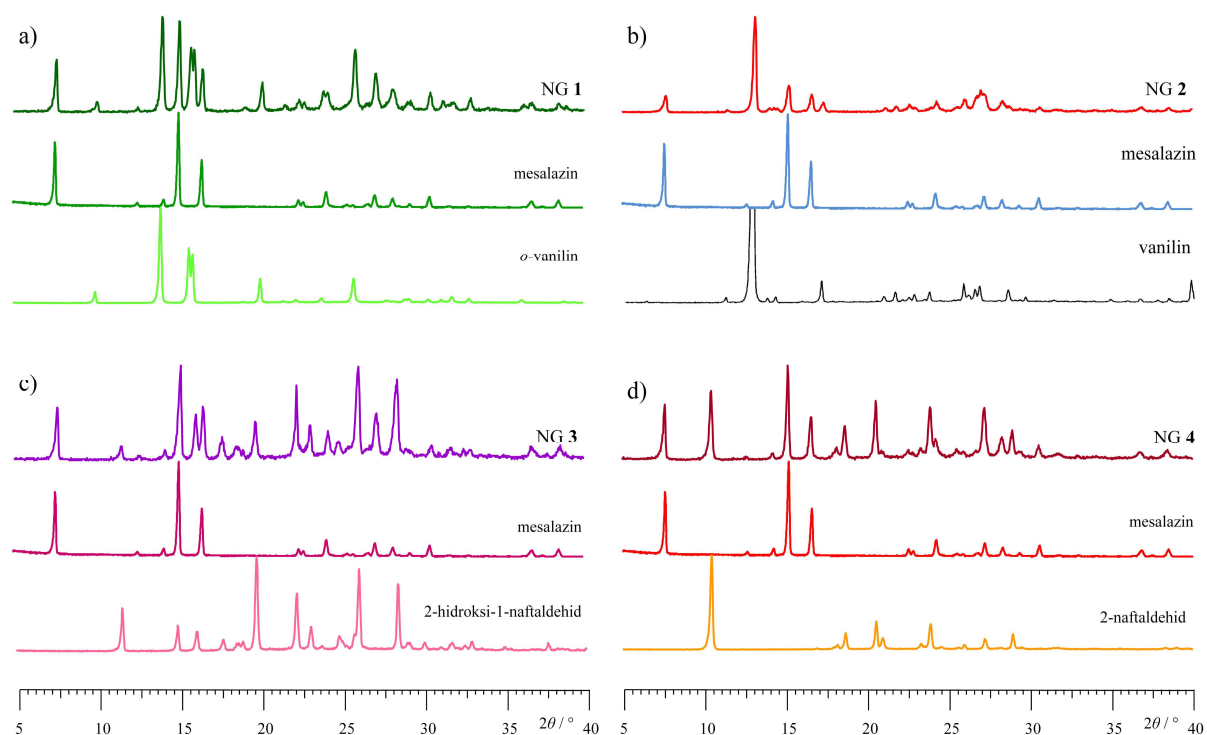 a)
NG 1
mesalazin
o-vanilin
b)
NG 2
mesalazin
vanilin
c)
NG 3
mesalazin
2-hidroksi-1-naftaldehid
d)
NG 4
mesalazin
2-naftaldehid
5 10 15 20 25 30 35 2θ / ° 40
5 10 15 20 25 30 35 2θ / ° 40